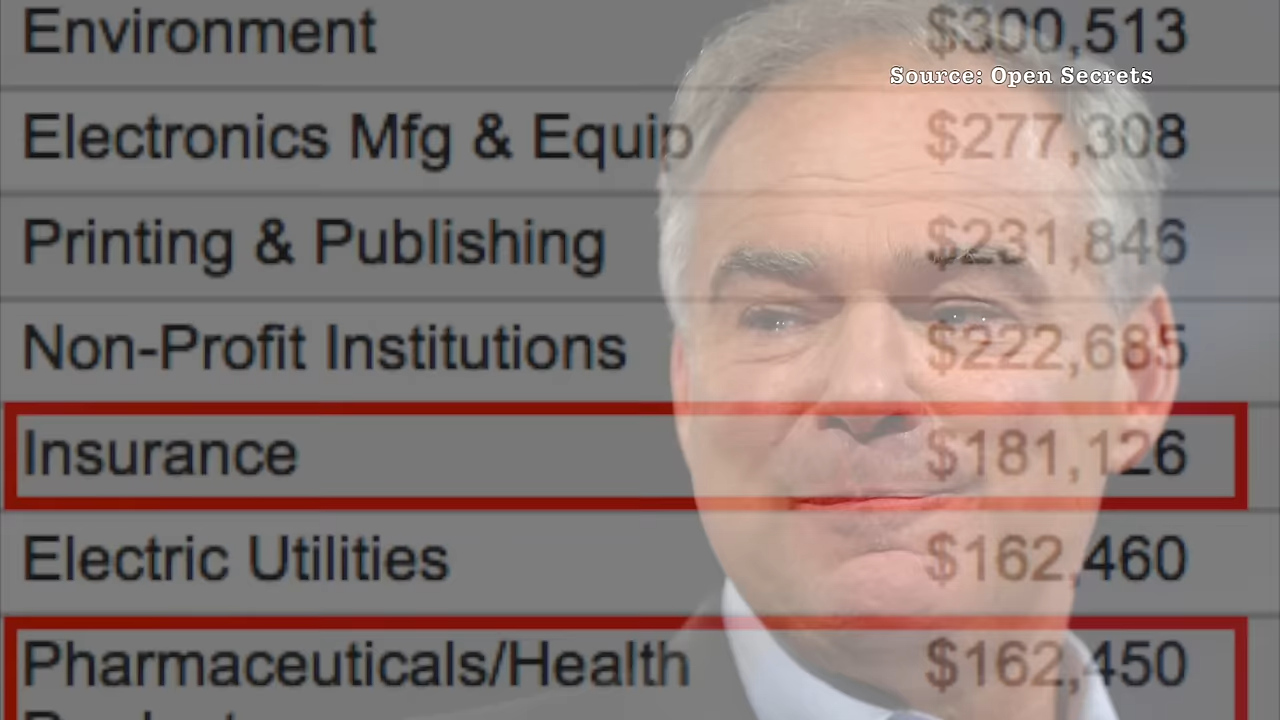 Environment $300,513
Source: Open Secrets
Electronics Mfg & Equip $277,308
Printing & Publishing $231,846
Non-Profit Institutions $222,685
Insurance $181,126
Electric Utilities $162,460
Pharmaceuticals/Health $162,450